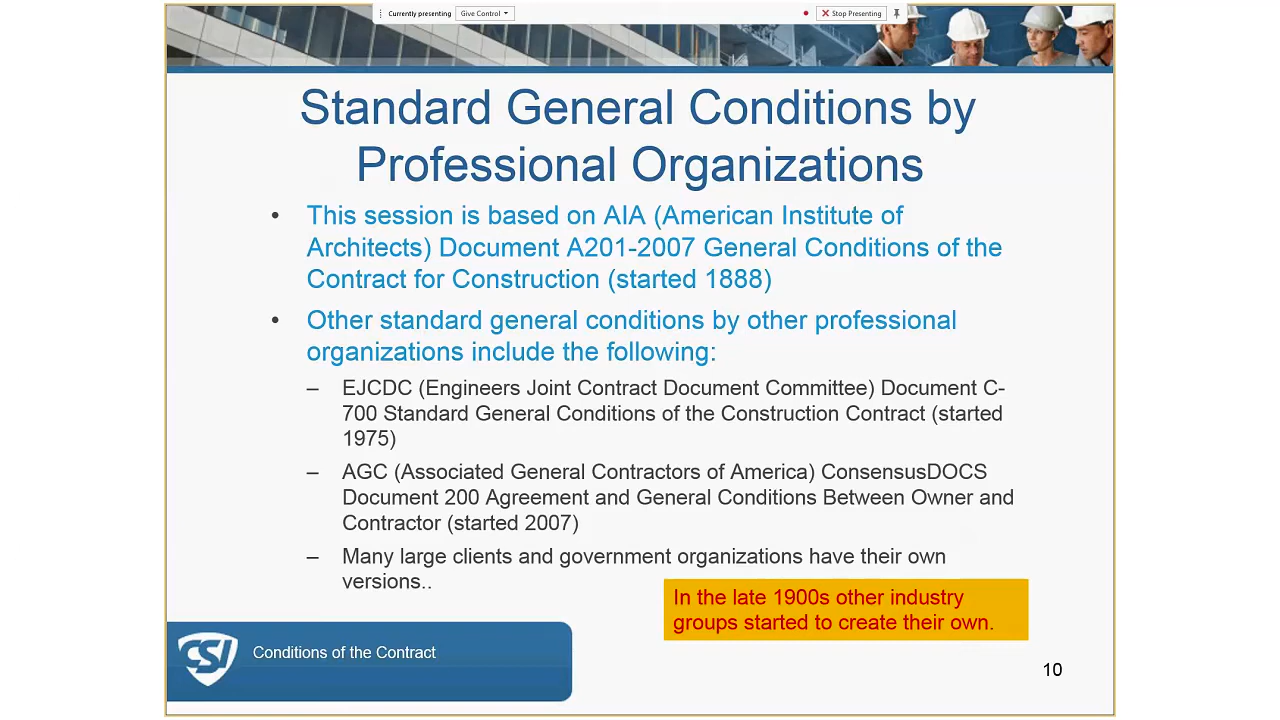 Currently presenting Give Control Stop Presenting
Standard General Conditions by
Professional Organizations
• This session is based on AIA (American Institute of
Architects) Document A201-2007 General Conditions of the
Contract for Construction (started 1888)
• Other standard general conditions by other professional
organizations include the following:
– EJCDC (Engineers Joint Contract Document Committee) Document C-
700 Standard General Conditions of the Construction Contract (started
1975)
– AGC (Associated General Contractors of America) ConsensusDOCS
Document 200 Agreement and General Conditions Between Owner and
Contractor (started 2007)
– Many large clients and government organizations have their own
versions..
In the late 1900s other industry
groups started to create their own.
CSI Conditions of the Contract
10